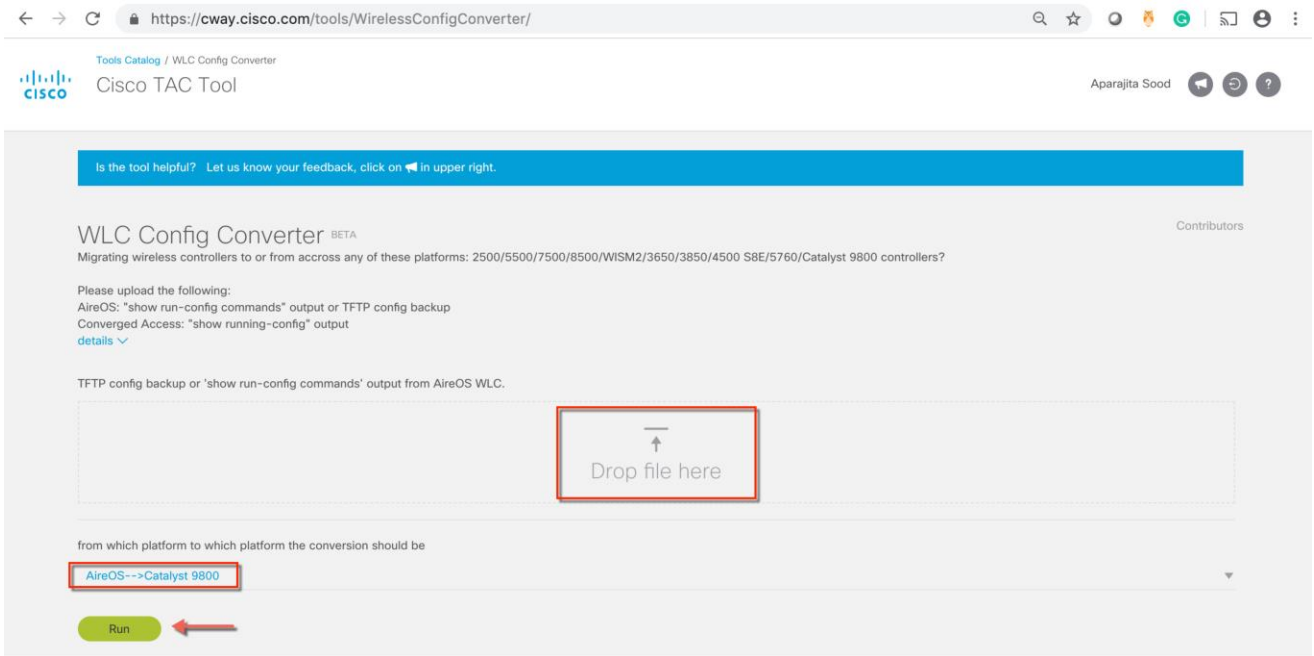 https://cway.cisco.com/tools/WirelessConfigConverter/
Tools Catalog / WLC Config Converter
CISCO
Cisco TAC Tool
Aparajita Sood
?
Is the tool helpful? Let us know your feedback, click on in upper right.
WLC Config Converter BETA
Contributors
Migrating wireless controllers to or from accross any of these platforms: 2500/5500/7500/8500/WISM2/3650/3850/4500 S8E/5760/Catalyst 9800 controllers?
Please upload the following:
AireOS: "show run-config commands" output or TFTP config backup
Converged Access: "show running-config" output
details
TFTP config backup or 'show run-config commands' output from AireOS WLC.
Drop file here
from which platform to which platform the conversion should be
AireOS-->Catalyst 9800
Run